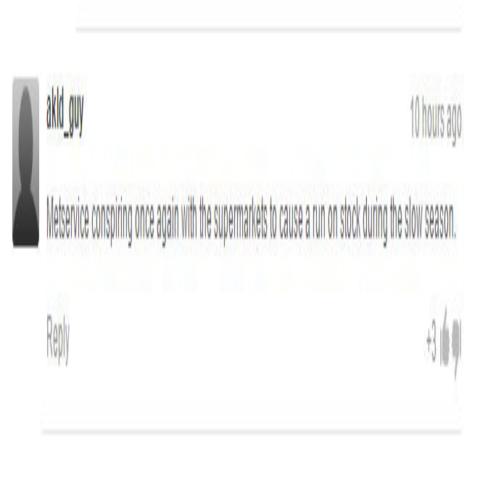 akld_guy
10 hours ago
Metservice conspiring once again with the supermarkets to cause a run on stock during the slow season.
Reply
+3